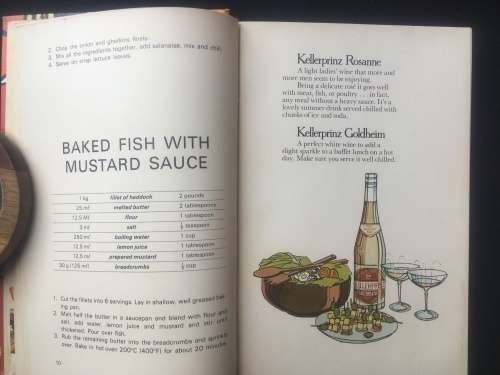 2. Chop the onion and gherkins finely.
3. Mix all the ingredients together, add salanaise, mix and chill.
4. Serve on crisp lettuce leaves.
BAKED FISH WITH
MUSTARD SAUCE
1 kg fillet of haddock 2 pounds
25 ml melted butter 2 tablespoons
12,5 ml flour 1 tablespoon
3 ml salt ½ teaspoon
250 ml boiling water 1 cup
12,5 ml lemon juice 1 tablespoon
12,5 ml prepared mustard 1 tablespoon
30 g (125 ml) breadcrumbs ½ cup
1. Cut the fillets into 6 servings. Lay in shallow, well greased bak-
ing pan.
2. Melt half the butter in a saucepan and blend with flour and
salt, add water, lemon juice and mustard and stir until
thickened. Pour over fish.
3. Rub the remaining butter into the breadcrumbs and sprinkle
over. Bake in hot oven 200°C (400°F) for about 20 minutes.
10
Kellerprinz Rosanne
A light ladies' wine that more and
more men seem to be enjoying.
Being a delicate rosé it goes well
with meat, fish, or poultry . . . in fact,
any meal without a heavy sauce. It's a
lovely summer drink served chilled with
chunks of ice and soda.
Kellerprinz Goldheim
A perfect white wine to add a
slight sparkle to a buffet lunch on a hot
day. Make sure you serve it well chilled.